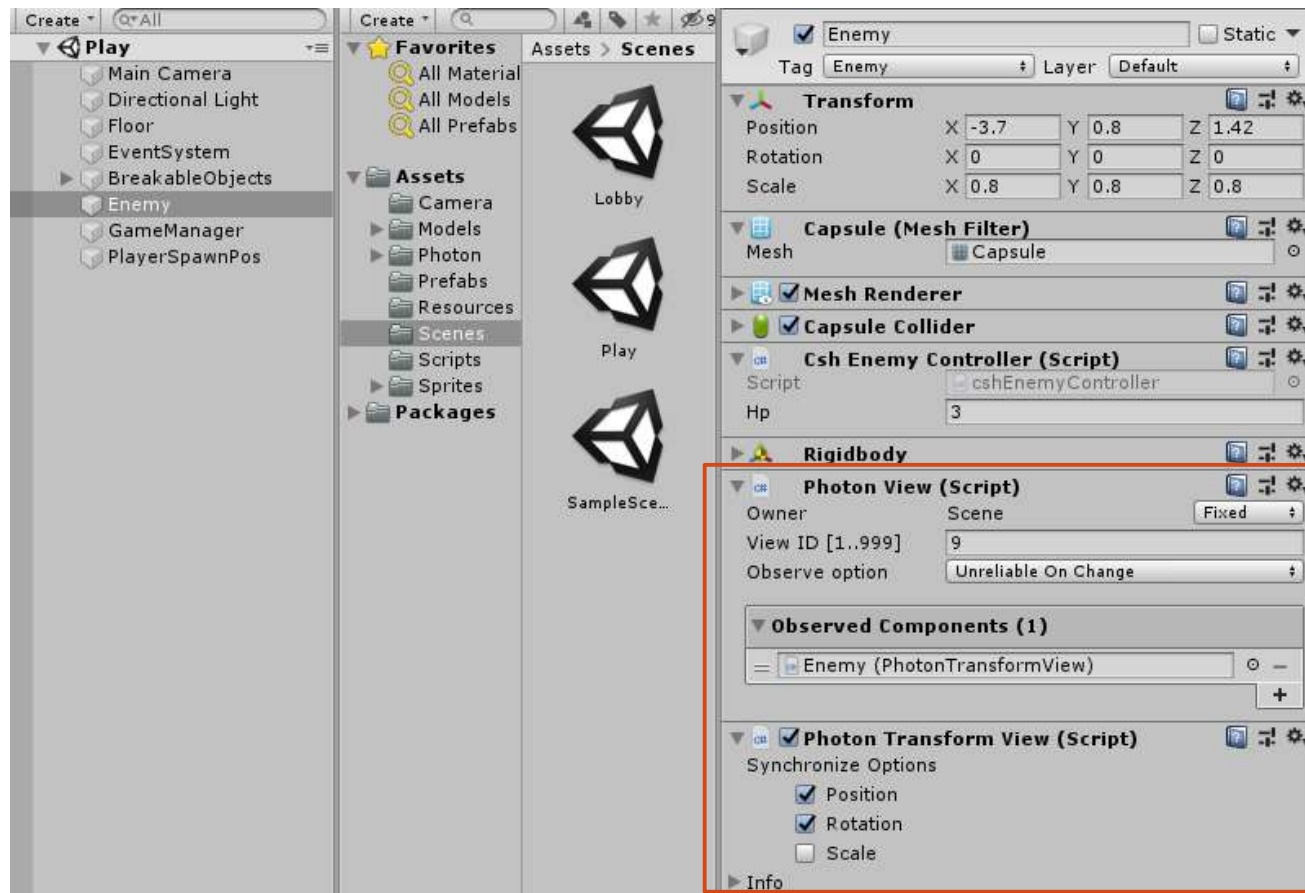 Create
All
Play
Main Camera
Directional Light
Floor
EventSystem
BreakableObjects
Enemy
GameManager
PlayerSpawnPos
Create
9
Favorites
All Material
All Models
All Prefabs
Assets
Camera
Models
Photon
Prefabs
Resources
Scenes
Scripts
Sprites
Packages
Assets > Scenes
Lobby
Play
SampleSce...
Enemy
Static
Tag Enemy Layer Default
Transform
Position X -3.7 Y 0.8 Z 1.42
Rotation X 0 Y 0 Z 0
Scale X 0.8 Y 0.8 Z 0.8
Capsule (Mesh Filter)
Mesh Capsule
Mesh Renderer
Capsule Collider
Csh Enemy Controller (Script)
Script cshEnemyController
Hp 3
Rigidbody
Photon View (Script)
Owner Scene Fixed
View ID [1..999] 9
Observe option Unreliable On Change
Observed Components (1)
Enemy (PhotonTransformView)
Photon Transform View (Script)
Synchronize Options
Position
Rotation
Scale
Info